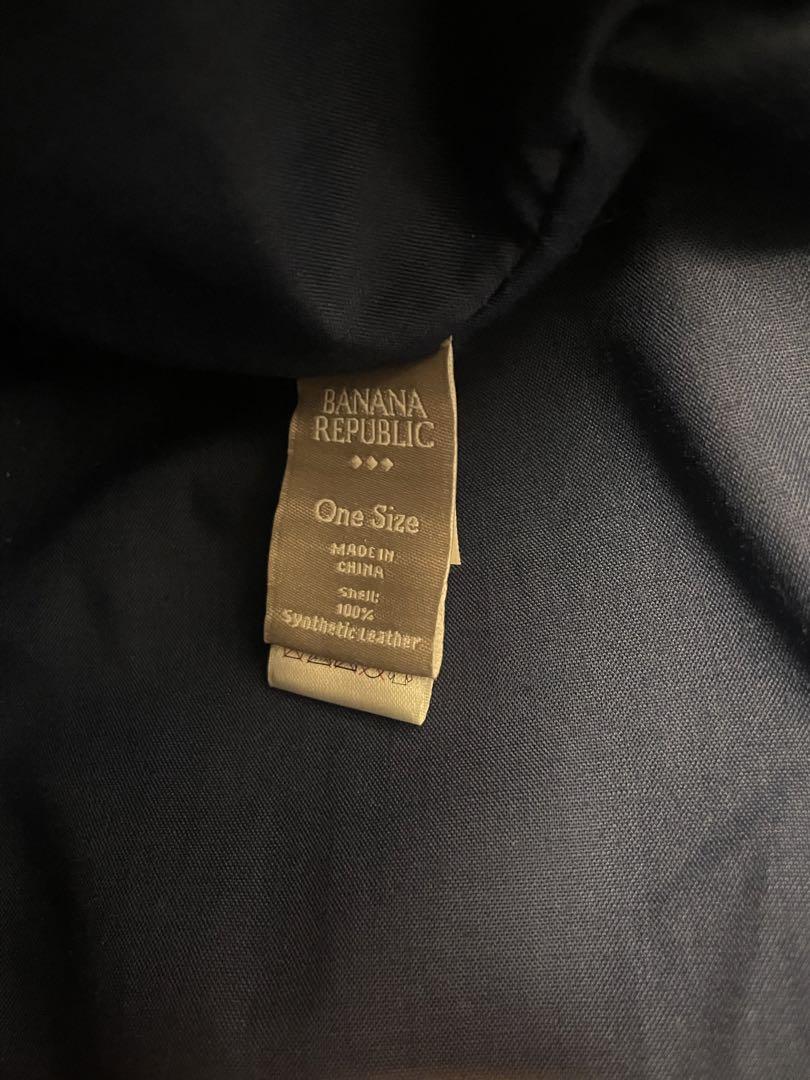 BANANA
REPUBLIC
One Size
MADE IN
CHINA
Shell:
100%
Synthetic Leather